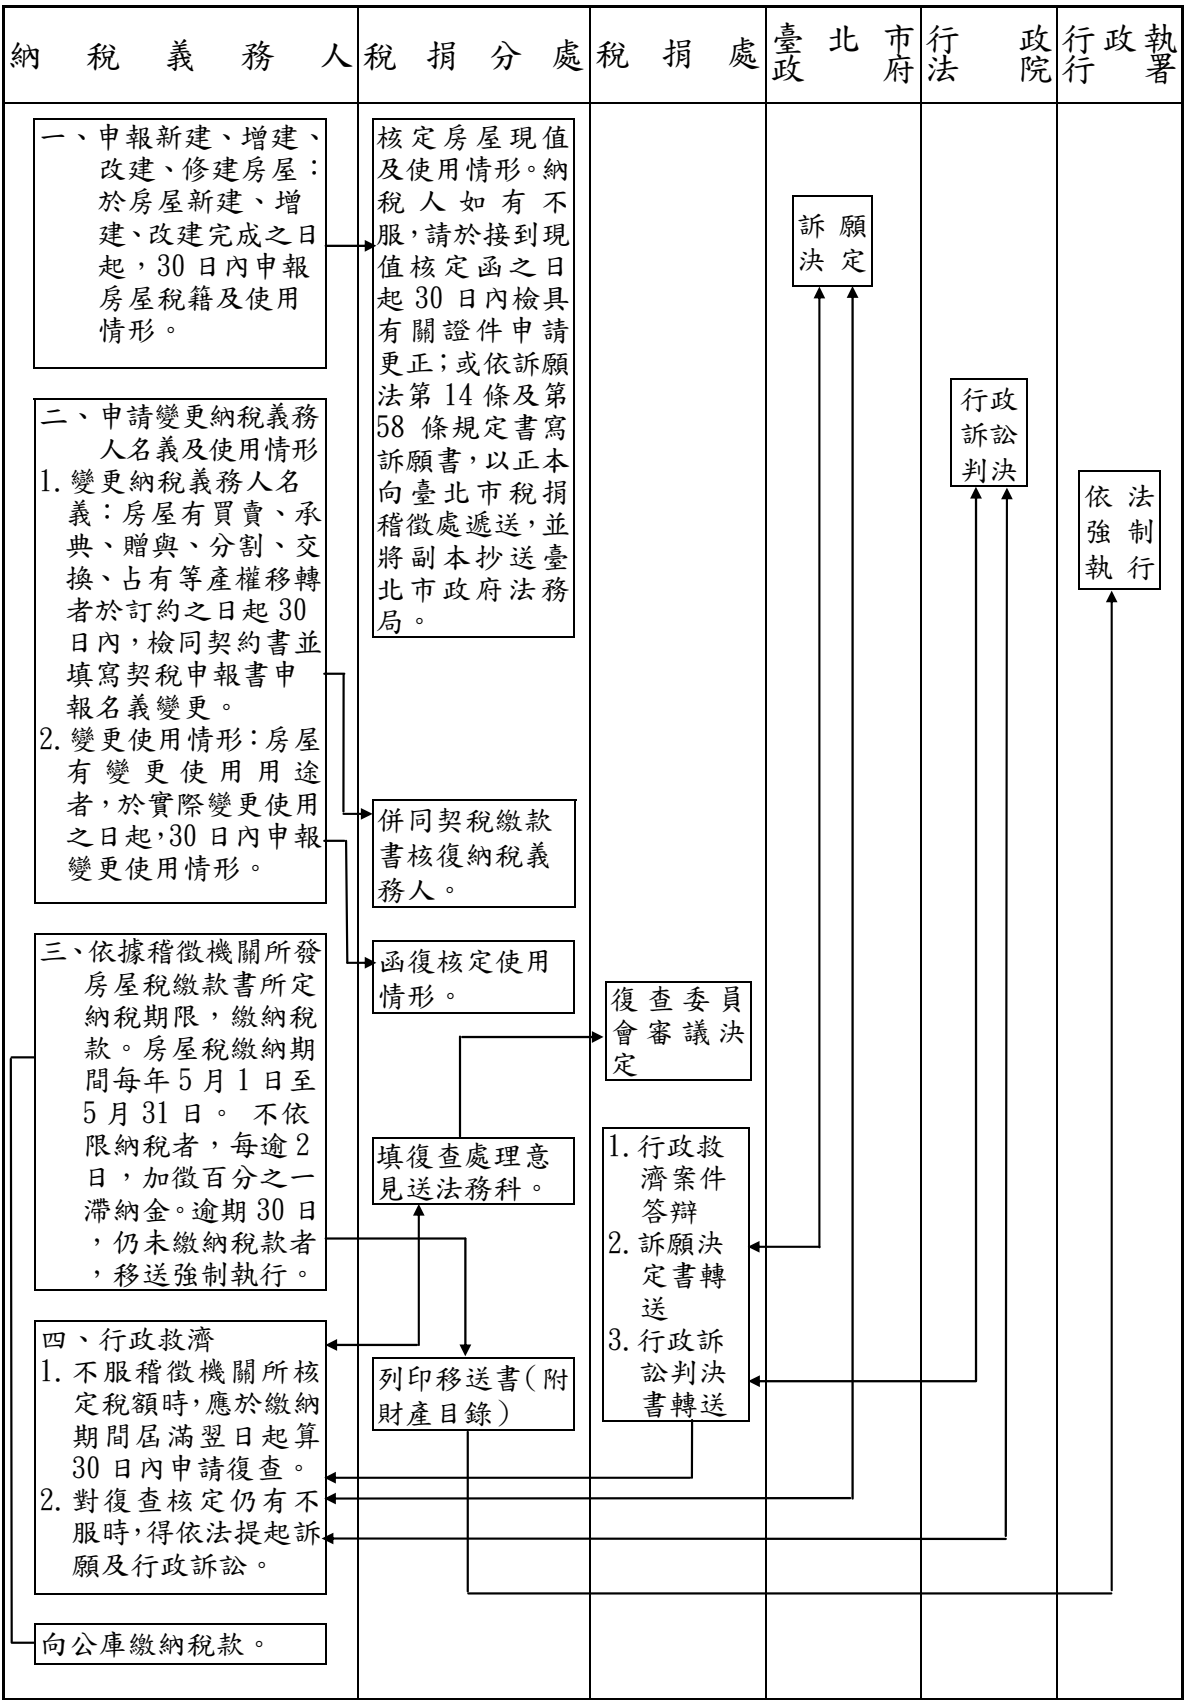 納稅義務人
稅捐分處
稅捐處
臺北市
政府
行政
法院
行政執
行署
一、申報新建、增建、
改建、修建房屋：
於房屋新建、增
建、改建完成之日
起，30 日內申報
房屋稅籍及使用
情形。
核定房屋現值
及使用情形。納
稅人如有不
服，請於接到現
值核定函之日
起 30 日內檢具
有關證件申請
更正；或依訴願
法第 14 條及第
58 條規定書寫
訴願書，以正本
向臺北市稅捐
稽徵處遞送，並
將副本抄送臺
北市政府法務
局。
訴願
決定
行政
訴訟
判決
依法
強制
執行
二、申請變更納稅義務
人名義及使用情形
1. 變更納稅義務人名
義：房屋有買賣、承
典、贈與、分割、交
換、占有等產權移轉
者於訂約之日起 30
日內，檢同契約書並
填寫契稅申報書申
報名義變更。
2. 變更使用情形：房屋
有變更使用用途
者，於實際變更使用
之日起，30 日內申報
變更使用情形。
併同契稅繳款
書核復納稅義
務人。
函復核定使用
情形。
三、依據稽徵機關所發
房屋稅繳款書所定
納稅期限，繳納稅
款。房屋稅繳納期
間每年 5 月 1 日至
5 月 31 日。 不依
限納稅者，每逾 2
日，加徵百分之一
滯納金。逾期 30 日
，仍未繳納稅款者
，移送強制執行。
復查委員
會審議決
定
填復查處理意
見送法務科。
1. 行政救
濟案件
答辯
2. 訴願決
定書轉
送
3. 行政訴
訟判決
書轉送
列印移送書(附
財產目錄)
四、行政救濟
1. 不服稽徵機關所核
定稅額時，應於繳納
期間屆滿翌日起算
30 日內申請復查。
2. 對復查核定仍有不
服時，得依法提起訴
願及行政訴訟。
向公庫繳納稅款。